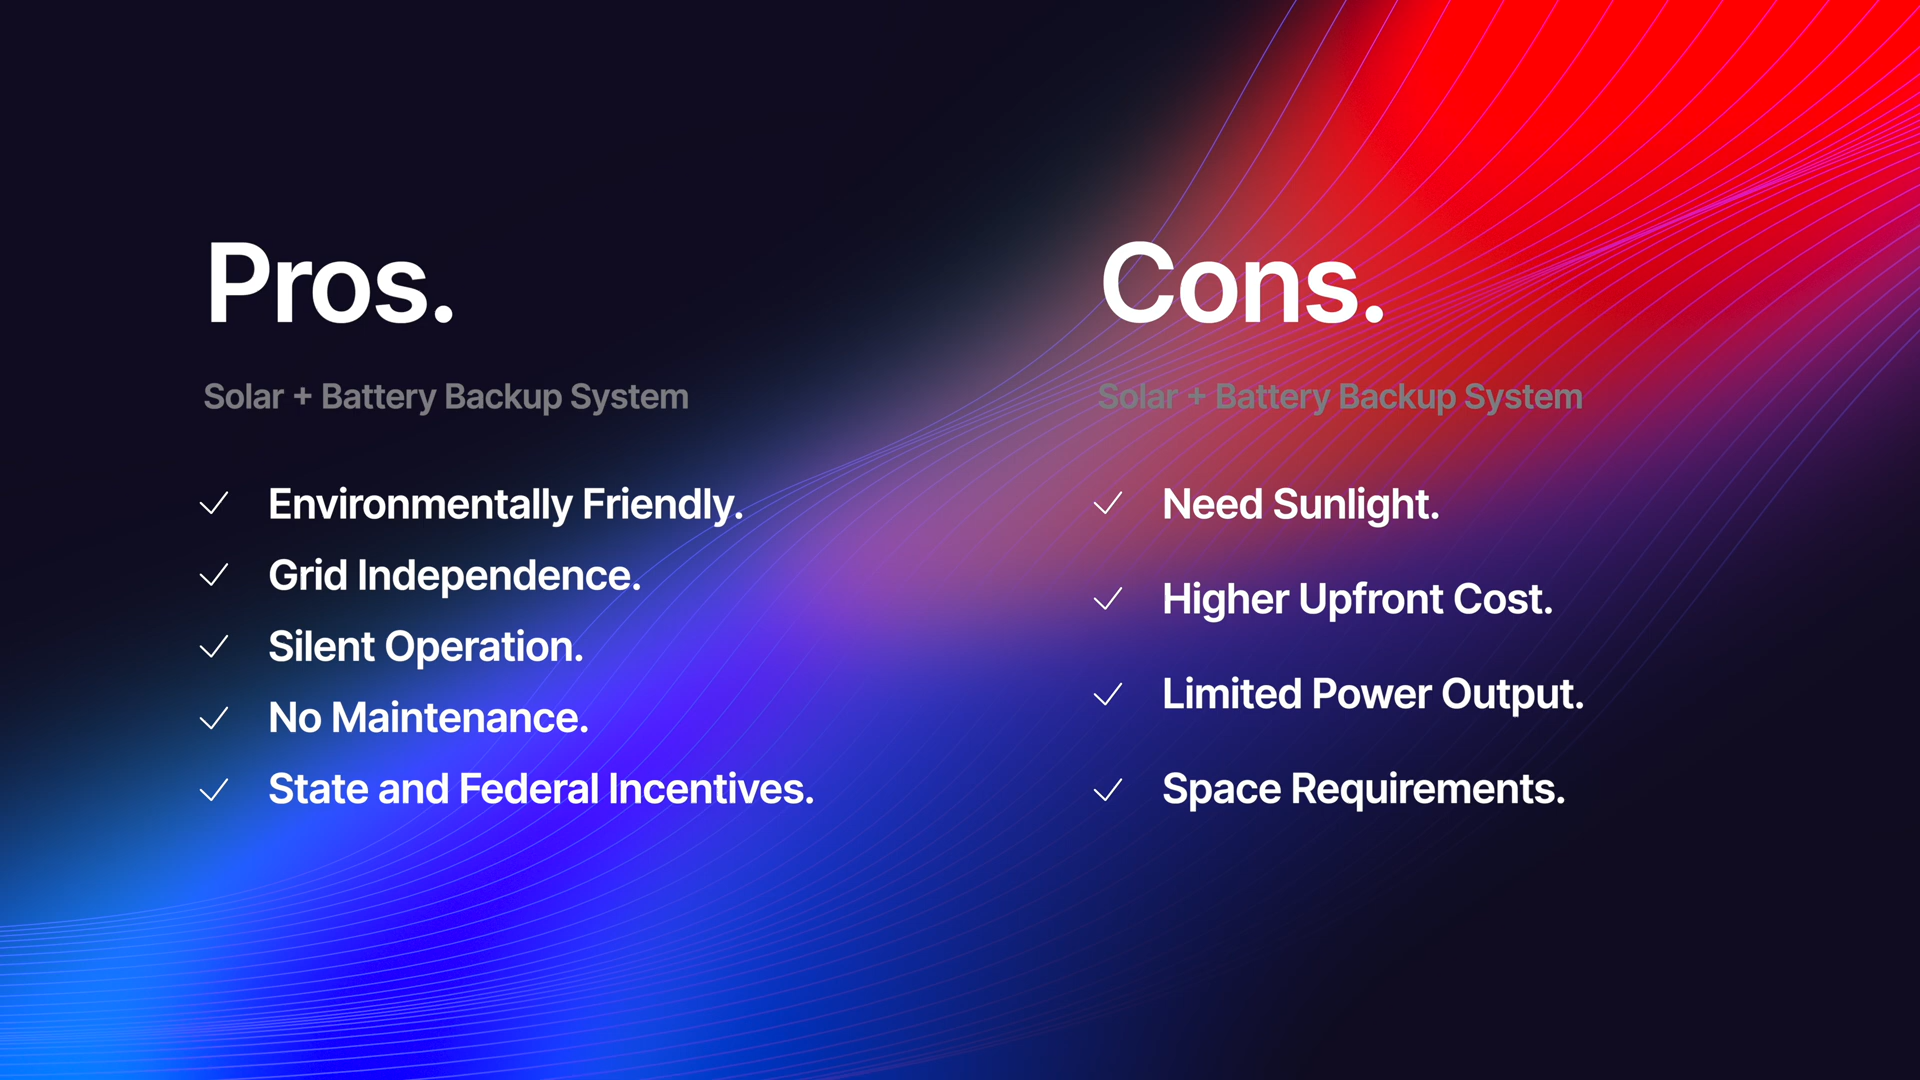 Pros.
Solar + Battery Backup System
Environmentally Friendly.
Grid Independence.
Silent Operation.
No Maintenance.
State and Federal Incentives.
Cons.
Solar + Battery Backup System
Need Sunlight.
Higher Upfront Cost.
Limited Power Output.
Space Requirements.